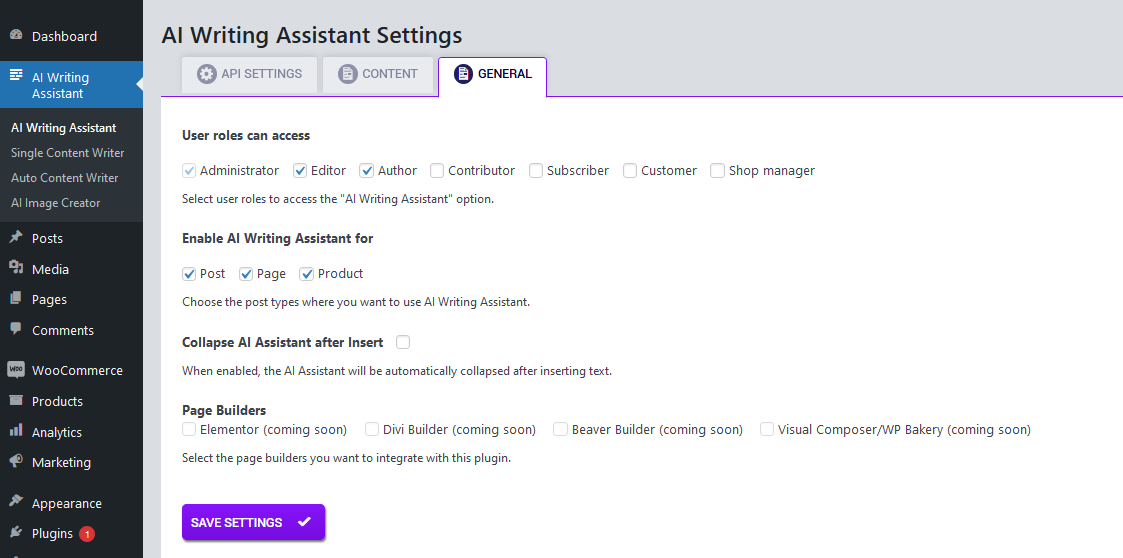 Dashboard
AI Writing
Assistant
AI Writing Assistant
Single Content Writer
Auto Content Writer
AI Image Creator
Posts
Media
Pages
Comments
WOO
WooCommerce
Products
Analytics
Marketing
Appearance
Plugins 1
AI Writing Assistant Settings
API SETTINGS CONTENT GENERAL
User roles can access
Administrator Editor Author Contributor Subscriber Customer Shop manager
Select user roles to access the "AI Writing Assistant" option.
Enable AI Writing Assistant for
Post Page Product
Choose the post types where you want to use AI Writing Assistant.
Collapse AI Assistant after Insert
When enabled, the AI Assistant will be automatically collapsed after inserting text.
Page Builders
Elementor (coming soon) Divi Builder (coming soon) Beaver Builder (coming soon) Visual Composer/WP Bakery (coming soon)
Select the page builders you want to integrate with this plugin.
SAVE SETTINGS